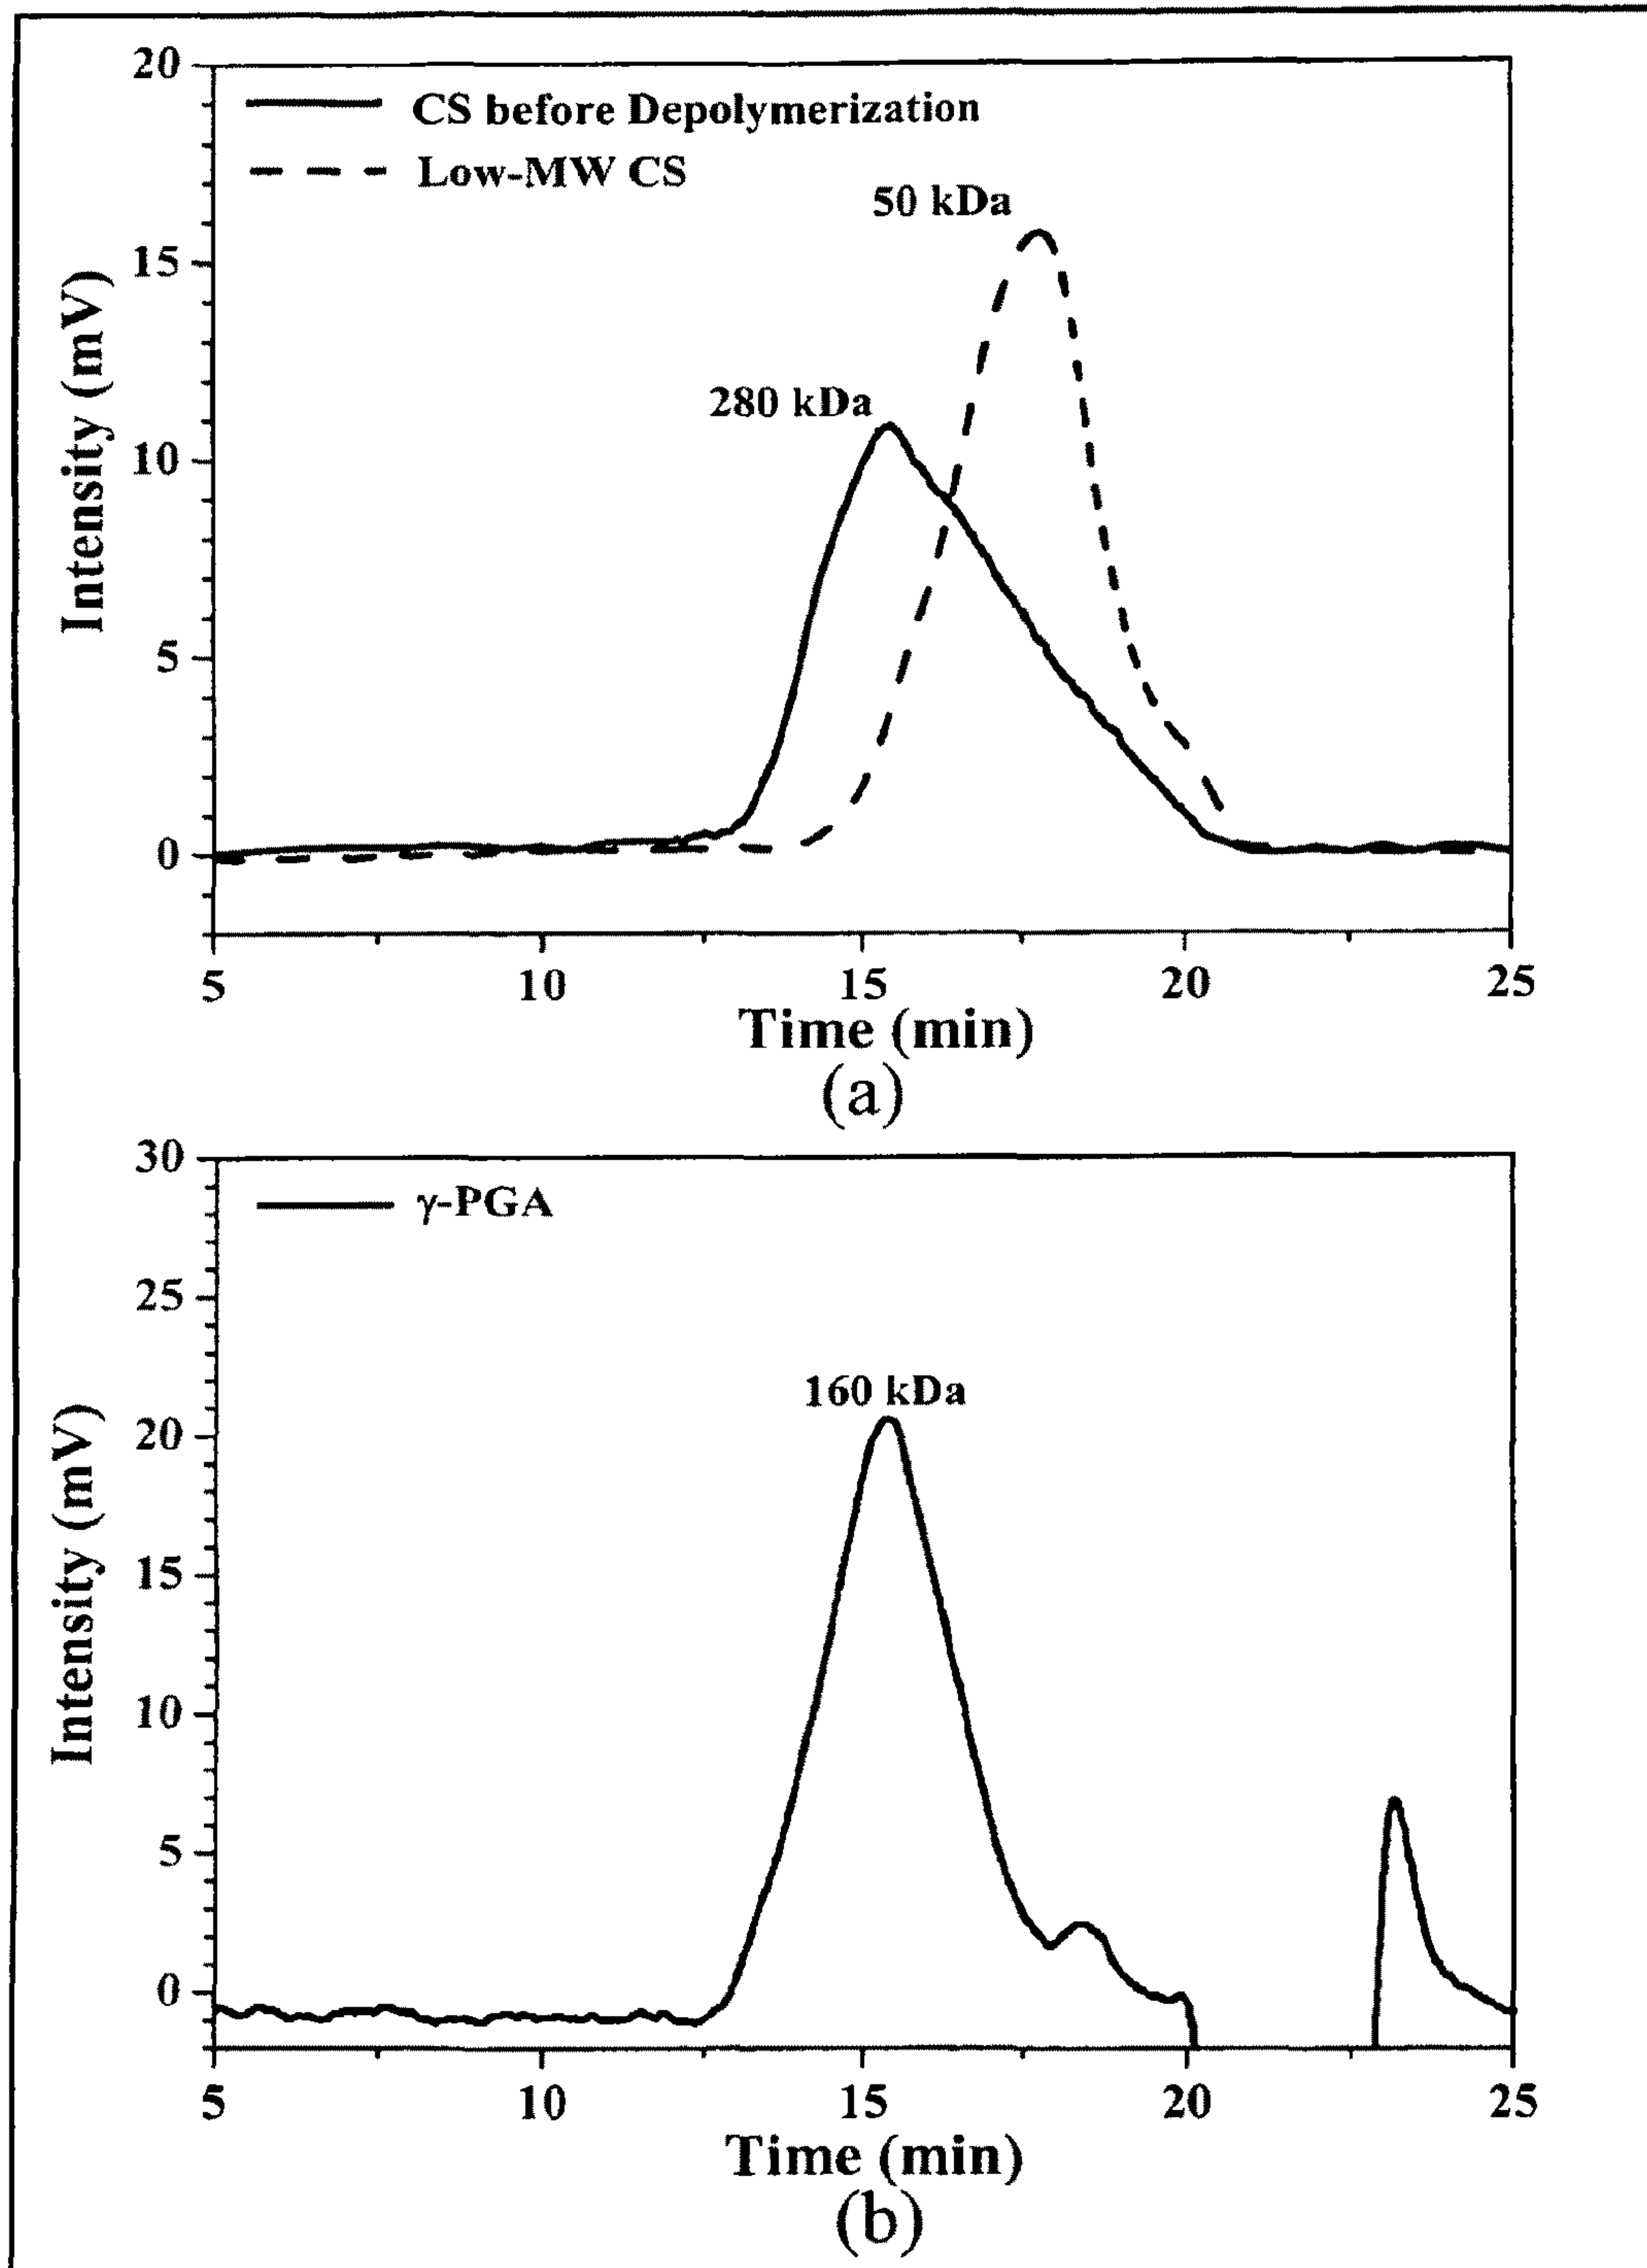 20
CS before Depolymerization
Low-MW CS
50 kDa
15
280 kDa
10
5
0
Intensity (mV)
5 10 15 20 25
Time (min)
(a)
30
γ-PGA
25
160 kDa
20
15
10
5
0
Intensity (mV)
5 10 15 20 25
Time (min)
(b)